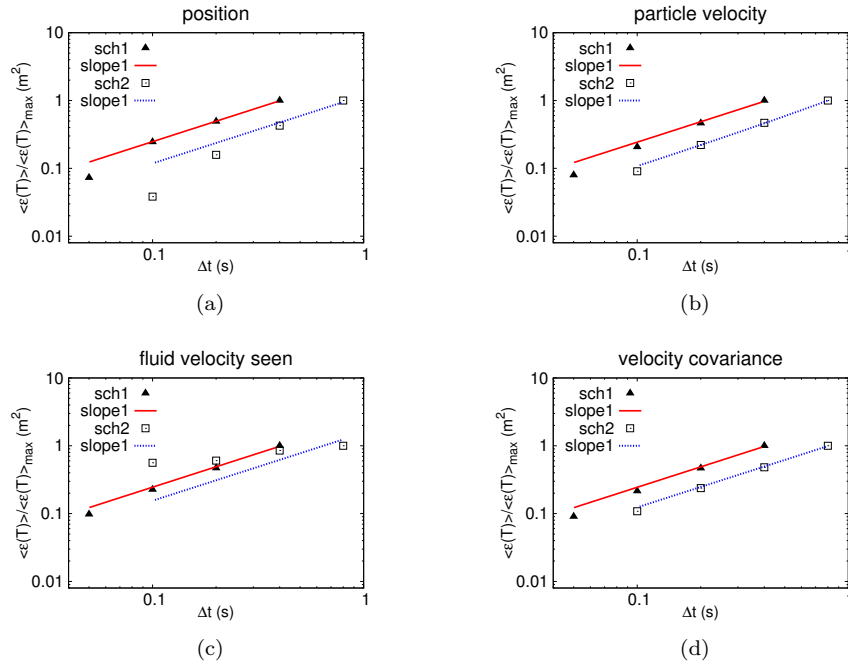 position
<ε(T)>/<ε(T)>max (m²)
10
1
0.1
0.01
sch1
slope1
sch2
slope1
0.1
1
Δt (s)
(a)
particle velocity
<ε(T)>/<ε(T)>max (m²)
10
1
0.1
0.01
sch1
slope1
sch2
slope1
0.1
1
Δt (s)
(b)
fluid velocity seen
<ε(T)>/<ε(T)>max (m²)
10
1
0.1
0.01
sch1
slope1
sch2
slope1
0.1
1
Δt (s)
(c)
velocity covariance
<ε(T)>/<ε(T)>max (m²)
10
1
0.1
0.01
sch1
slope1
sch2
slope1
0.1
1
Δt (s)
(d)